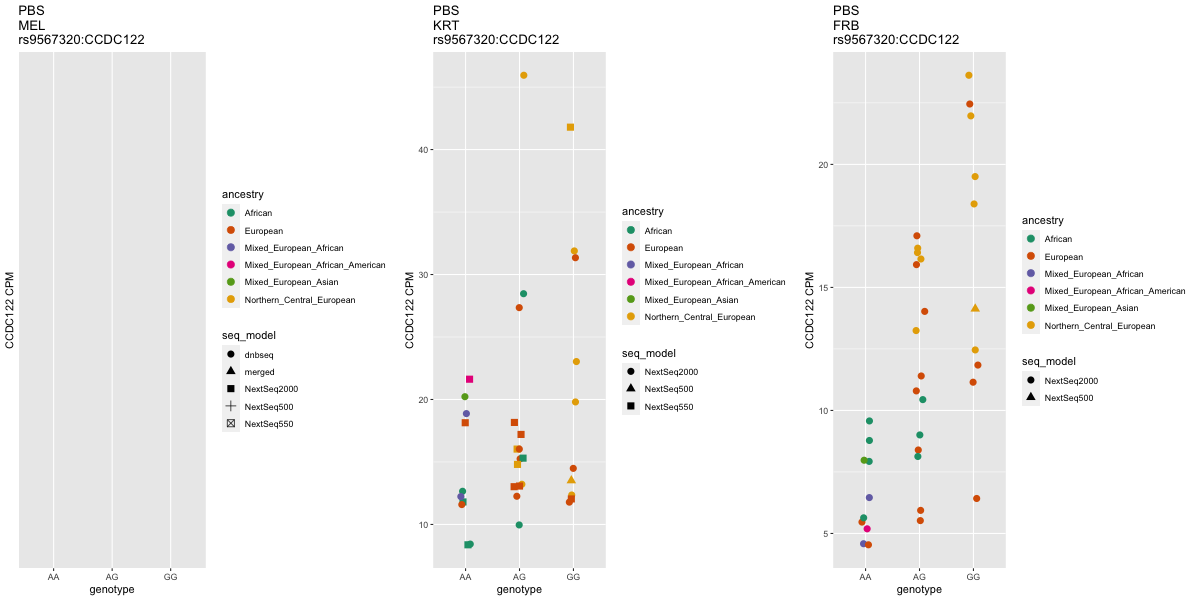 PBS
MEL
rs9567320:CCDC122
CCDC122 CPM
AA AG GG
genotype
ancestry
African
European
Mixed_European_African
Mixed_European_African_American
Mixed_European_Asian
Northern_Central_European
seq_model
dnbseq
merged
NextSeq2000
NextSeq500
NextSeq550
PBS
KRT
rs9567320:CCDC122
CCDC122 CPM
40
30
20
10
AA AG GG
genotype
ancestry
African
European
Mixed_European_African
Mixed_European_African_American
Mixed_European_Asian
Northern_Central_European
seq_model
NextSeq2000
NextSeq500
NextSeq550
PBS
FRB
rs9567320:CCDC122
CCDC122 CPM
20
15
10
5
AA AG GG
genotype
ancestry
African
European
Mixed_European_African
Mixed_European_African_American
Mixed_European_Asian
Northern_Central_European
seq_model
NextSeq2000
NextSeq500